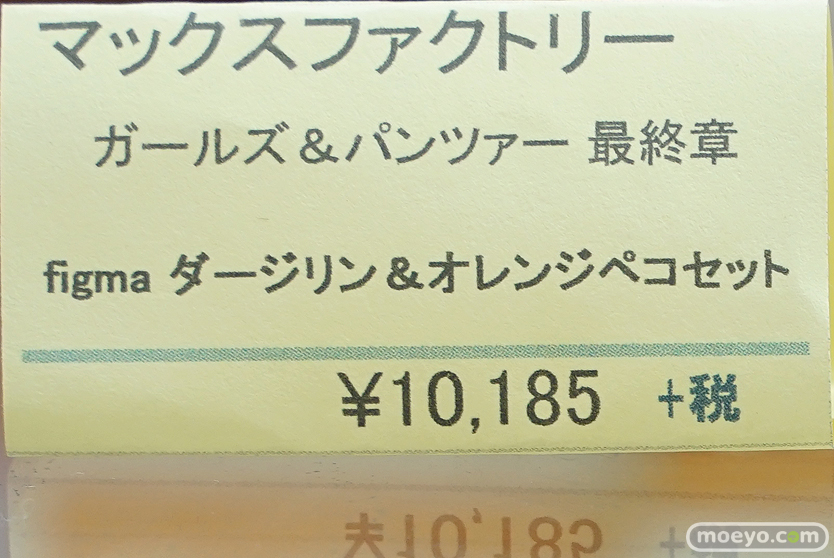 マックスファクトリー
ガールズ&パンツァー 最終章
figma ダージリン&オレンジペコセット
¥10,185 +税
¥10,185 +
moeyo.com